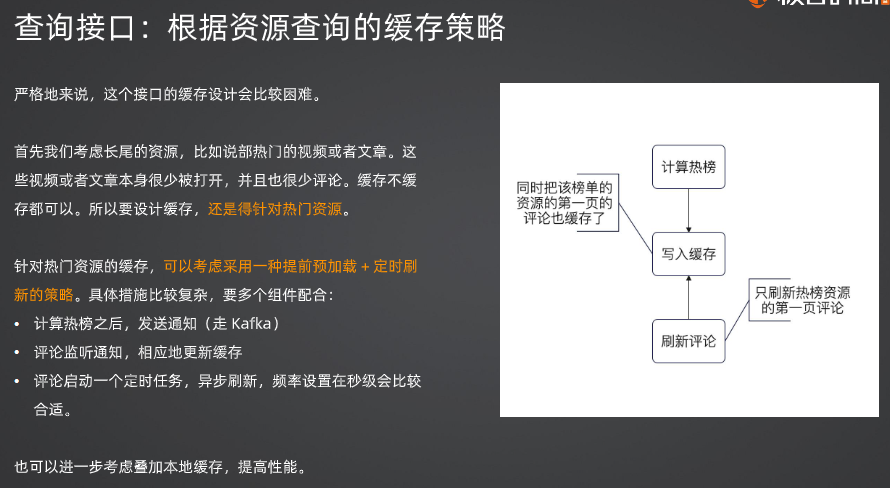 查询接口：根据资源查询的缓存策略
严格地来说，这个接口的缓存设计会比较困难。
首先我们考虑长尾的资源，比如说部热门的视频或者文章。这
些视频或者文章本身很少被打开，并且也很少评论。缓存不缓
存都可以。所以要设计缓存，还是得针对热门资源。
针对热门资源的缓存，可以考虑采用一种提前预加载 + 定时刷
新的策略。具体措施比较复杂，要多个组件配合：
• 计算热榜之后，发送通知（走 Kafka）
• 评论监听通知，相应地更新缓存
• 评论启动一个定时任务，异步刷新，频率设置在秒级会比较
合适。
也可以进一步考虑叠加本地缓存，提高性能。
计算热榜
同时把该榜单的
资源的第一页的
评论也缓存了
写入缓存
只刷新热榜资源
的第一页评论
刷新评论